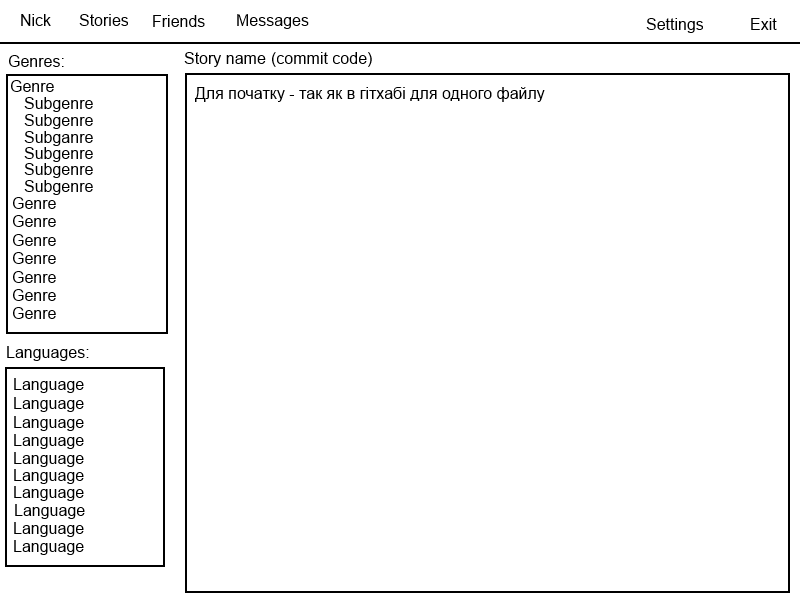 Nick Stories Friends Messages Settings Exit
Genres:
Genre
Subgenre
Subgenre
Subganre
Subgenre
Subgenre
Subgenre
Genre
Genre
Genre
Genre
Genre
Genre
Genre
Languages:
Language
Language
Language
Language
Language
Language
Language
Language
Language
Language
Story name (commit code)
Для початку - так як в гітхабі для одного файлу